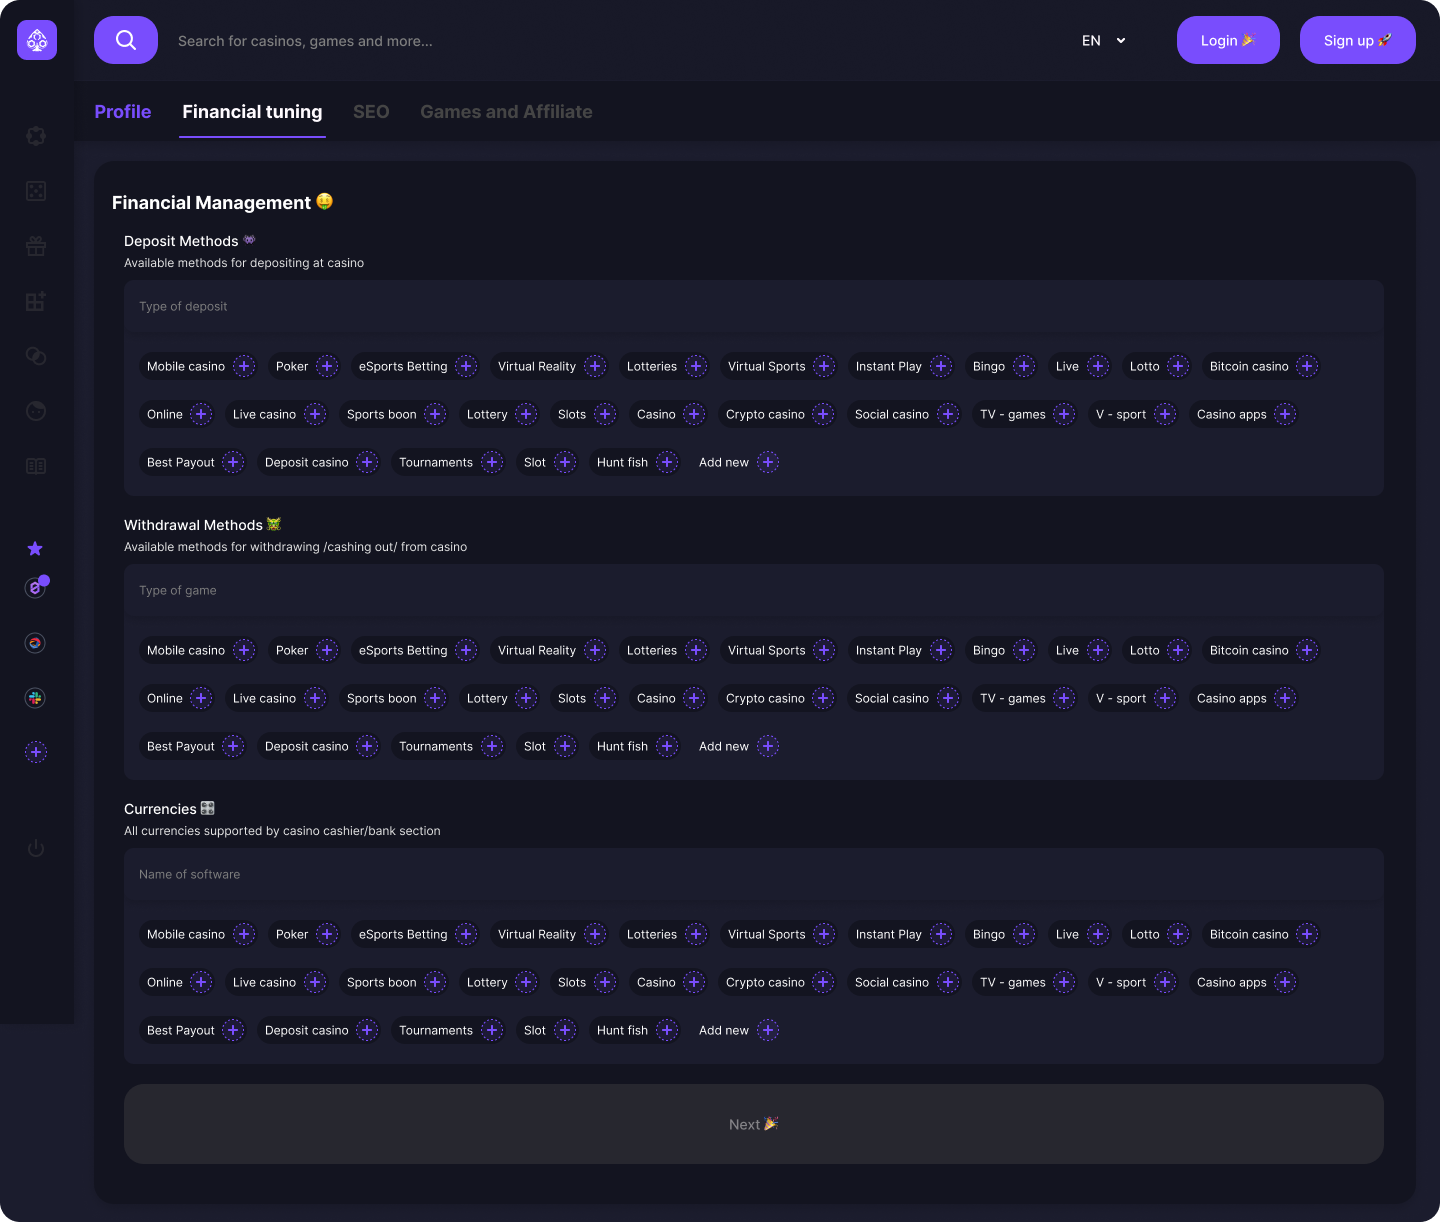 Search for casinos, games and more...
EN
Login 🎉
Sign up 🚀
Profile Financial tuning SEO Games and Affiliate
Financial Management 🤑
Deposit Methods 👾
Available methods for depositing at casino
Type of deposit
Mobile casino Poker eSports Betting Virtual Reality Lotteries Virtual Sports Instant Play Bingo Live Lotto Bitcoin casino
Online Live casino Sports boon Lottery Slots Casino Crypto casino Social casino TV - games V - sport Casino apps
Best Payout Deposit casino Tournaments Slot Hunt fish Add new
Withdrawal Methods
Available methods for withdrawing /cashing out/ from casino
Type of game
Mobile casino Poker eSports Betting Virtual Reality Lotteries Virtual Sports Instant Play Bingo Live Lotto Bitcoin casino
Online Live casino Sports boon Lottery Slots Casino Crypto casino Social casino TV - games V - sport Casino apps
Best Payout Deposit casino Tournaments Slot Hunt fish Add new
Currencies 🎛
All currencies supported by casino cashier/bank section
Name of software
Mobile casino Poker eSports Betting Virtual Reality Lotteries Virtual Sports Instant Play Bingo Live Lotto Bitcoin casino
Online Live casino Sports boon Lottery Slots Casino Crypto casino Social casino TV - games V - sport Casino apps
Best Payout Deposit casino Tournaments Slot Hunt fish Add new
Next 🎉